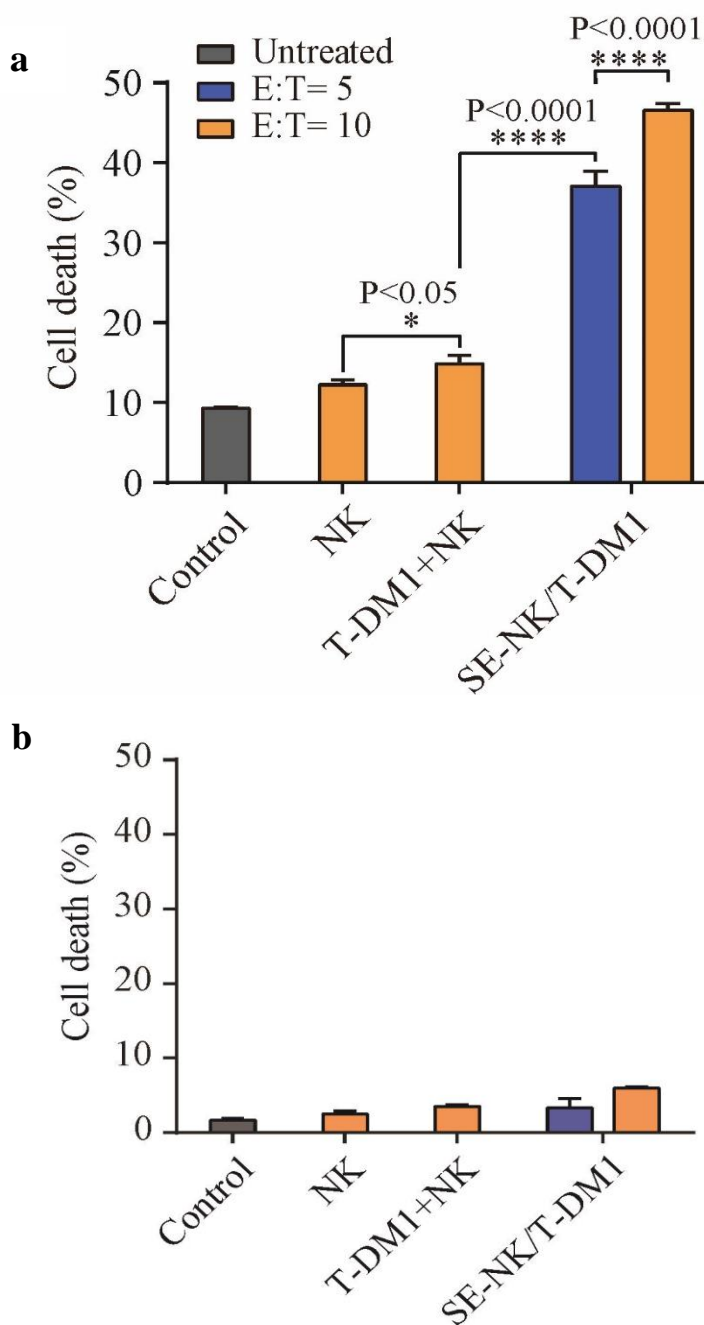 a
P<0.0001
****
Untreated
E:T= 5
E:T= 10
P<0.0001
****
P<0.05
*
Cell death (%)
50
40
30
20
10
0
Control
NK
T-DM1+NK
SE-NK/T-DM1
b
Cell death (%)
50
40
30
20
10
0
Control
NK
T-DM1+NK
SE-NK/T-DM1